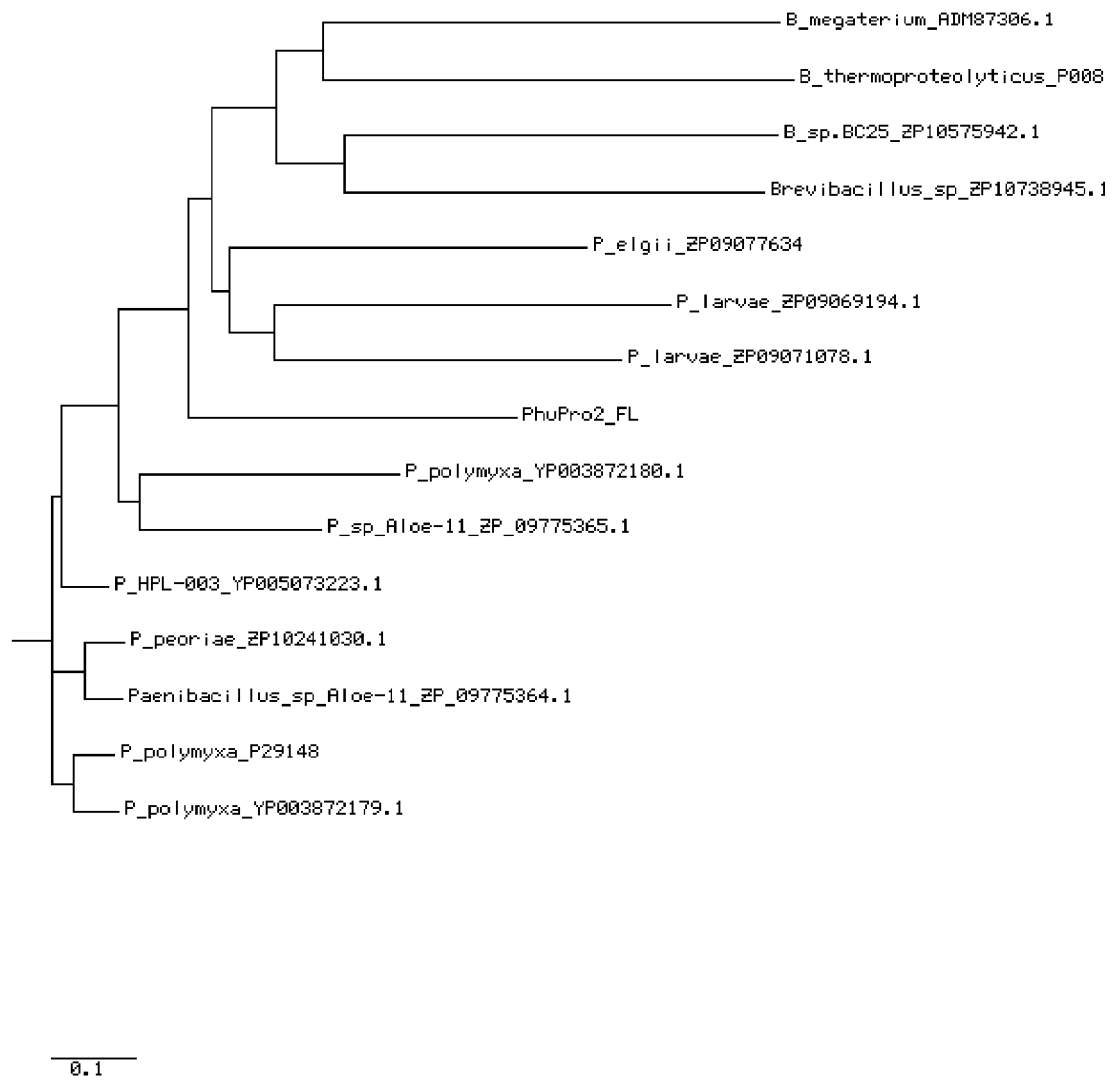 B_megaterium_ADM87306.1
B_thermoproteolyticus_P008
B_sp.BC25_ZP10575942.1
Brevibacillus_sp_ZP10738945.1
P_elgii_ZP09077634
P_larvae_ZP09069194.1
P_larvae_ZP09071078.1
PhuPro2_FL
P_polymyxa_YP003872180.1
P_sp_Aloe-11_ZP_09775365.1
P_HPL-003_YP005073223.1
P_peoriae_ZP10241030.1
Paenibacillus_sp_Aloe-11_ZP_09775364.1
P_polymyxa_P29148
P_polymyxa_YP003872179.1
0.1